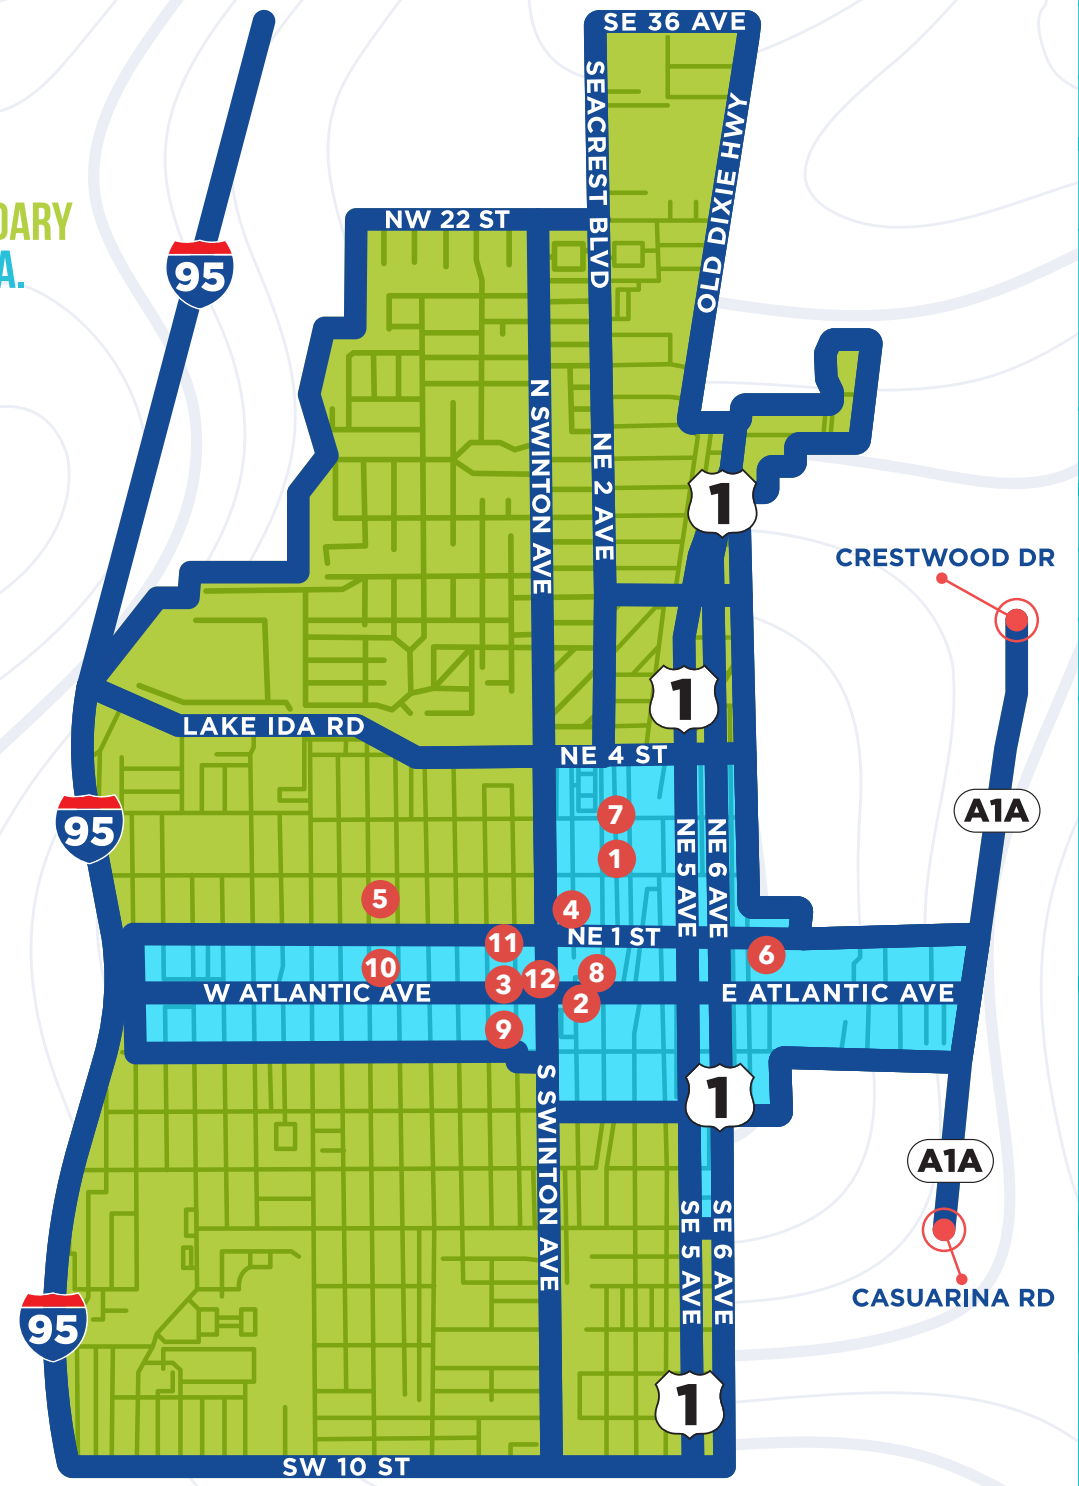 SE 36 AVE
SEACREST BLVD
OLD DIXIE HWY
DARY
A.
NW 22 ST
95
N SWINTON AVE
NE 2 AVE
1
CRESTWOOD DR
1
LAKE IDA RD
NE 4 ST
95
7
A1A
1
NE 5 AVE
NE 6 AVE
5
4
11
NE 1 ST
6
10
3
12
8
W ATLANTIC AVE
2
E ATLANTIC AVE
9
S SWINTON AVE
1
A1A
SE 5 AVE
SE 6 AVE
CASUARINA RD
95
1
SW 10 ST